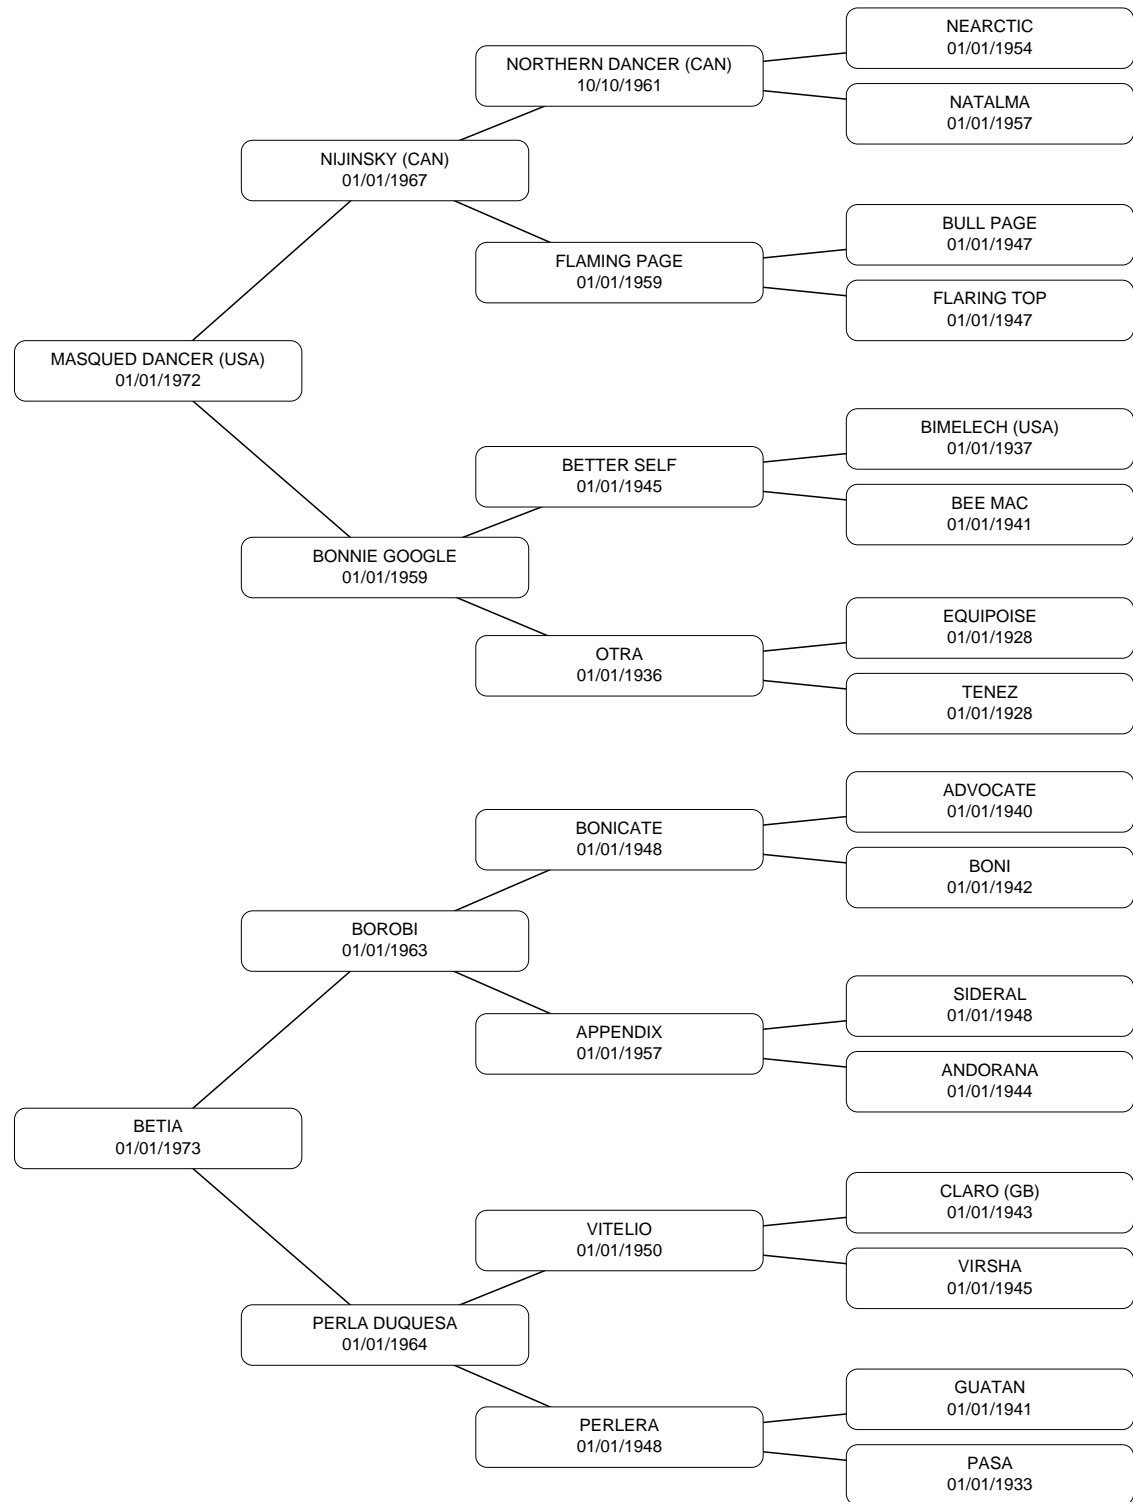 NEARCTIC
01/01/1954
NORTHERN DANCER (CAN)
10/10/1961
NATALMA
01/01/1957
NIJINSKY (CAN)
01/01/1967
BULL PAGE
01/01/1947
FLAMING PAGE
01/01/1959
FLARING TOP
01/01/1947
MASQUED DANCER (USA)
01/01/1972
BIMELECH (USA)
01/01/1937
BETTER SELF
01/01/1945
BEE MAC
01/01/1941
BONNIE GOOGLE
01/01/1959
EQUIPOISE
01/01/1928
OTRA
01/01/1936
TENEZ
01/01/1928
ADVOCATE
01/01/1940
BONICATE
01/01/1948
BONI
01/01/1942
BOROBI
01/01/1963
SIDERAL
01/01/1948
APPENDIX
01/01/1957
ANDORANA
01/01/1944
BETIA
01/01/1973
CLARO (GB)
01/01/1943
VITELIO
01/01/1950
VIRSHA
01/01/1945
PERLA DUQUESA
01/01/1964
GUATAN
01/01/1941
PERLERA
01/01/1948
PASA
01/01/1933